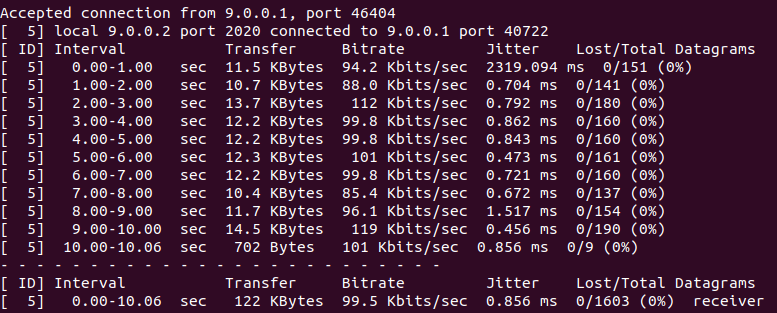 Accepted connection from 9.0.0.1, port 46404
[  5] local 9.0.0.2 port 2020 connected to 9.0.0.1 port 40722
[ ID] Interval           Transfer     Bitrate         Jitter    Lost/Total Datagrams
[  5]   0.00-1.00   sec  11.5 KBytes  94.2 Kbits/sec  2319.094 ms  0/151 (0%)
[  5]   1.00-2.00   sec  10.7 KBytes  88.0 Kbits/sec  0.704 ms  0/141 (0%)
[  5]   2.00-3.00   sec  13.7 KBytes   112 Kbits/sec  0.792 ms  0/180 (0%)
[  5]   3.00-4.00   sec  12.2 KBytes  99.8 Kbits/sec  0.862 ms  0/160 (0%)
[  5]   4.00-5.00   sec  12.2 KBytes  99.8 Kbits/sec  0.843 ms  0/160 (0%)
[  5]   5.00-6.00   sec  12.3 KBytes   101 Kbits/sec  0.473 ms  0/161 (0%)
[  5]   6.00-7.00   sec  12.2 KBytes  99.8 Kbits/sec  0.721 ms  0/160 (0%)
[  5]   7.00-8.00   sec  10.4 KBytes  85.4 Kbits/sec  0.672 ms  0/137 (0%)
[  5]   8.00-9.00   sec  11.7 KBytes  96.1 Kbits/sec  1.517 ms  0/154 (0%)
[  5]   9.00-10.00  sec  14.5 KBytes   119 Kbits/sec  0.456 ms  0/190 (0%)
[  5]  10.00-10.06  sec   702 Bytes   101 Kbits/sec  0.856 ms  0/9 (0%)
- - - - - - - - - - - - - - - - - - - - - - - - -
[ ID] Interval           Transfer     Bitrate         Jitter    Lost/Total Datagrams
[  5]   0.00-10.06  sec   122 KBytes  99.5 Kbits/sec  0.856 ms  0/1603 (0%)  receiver